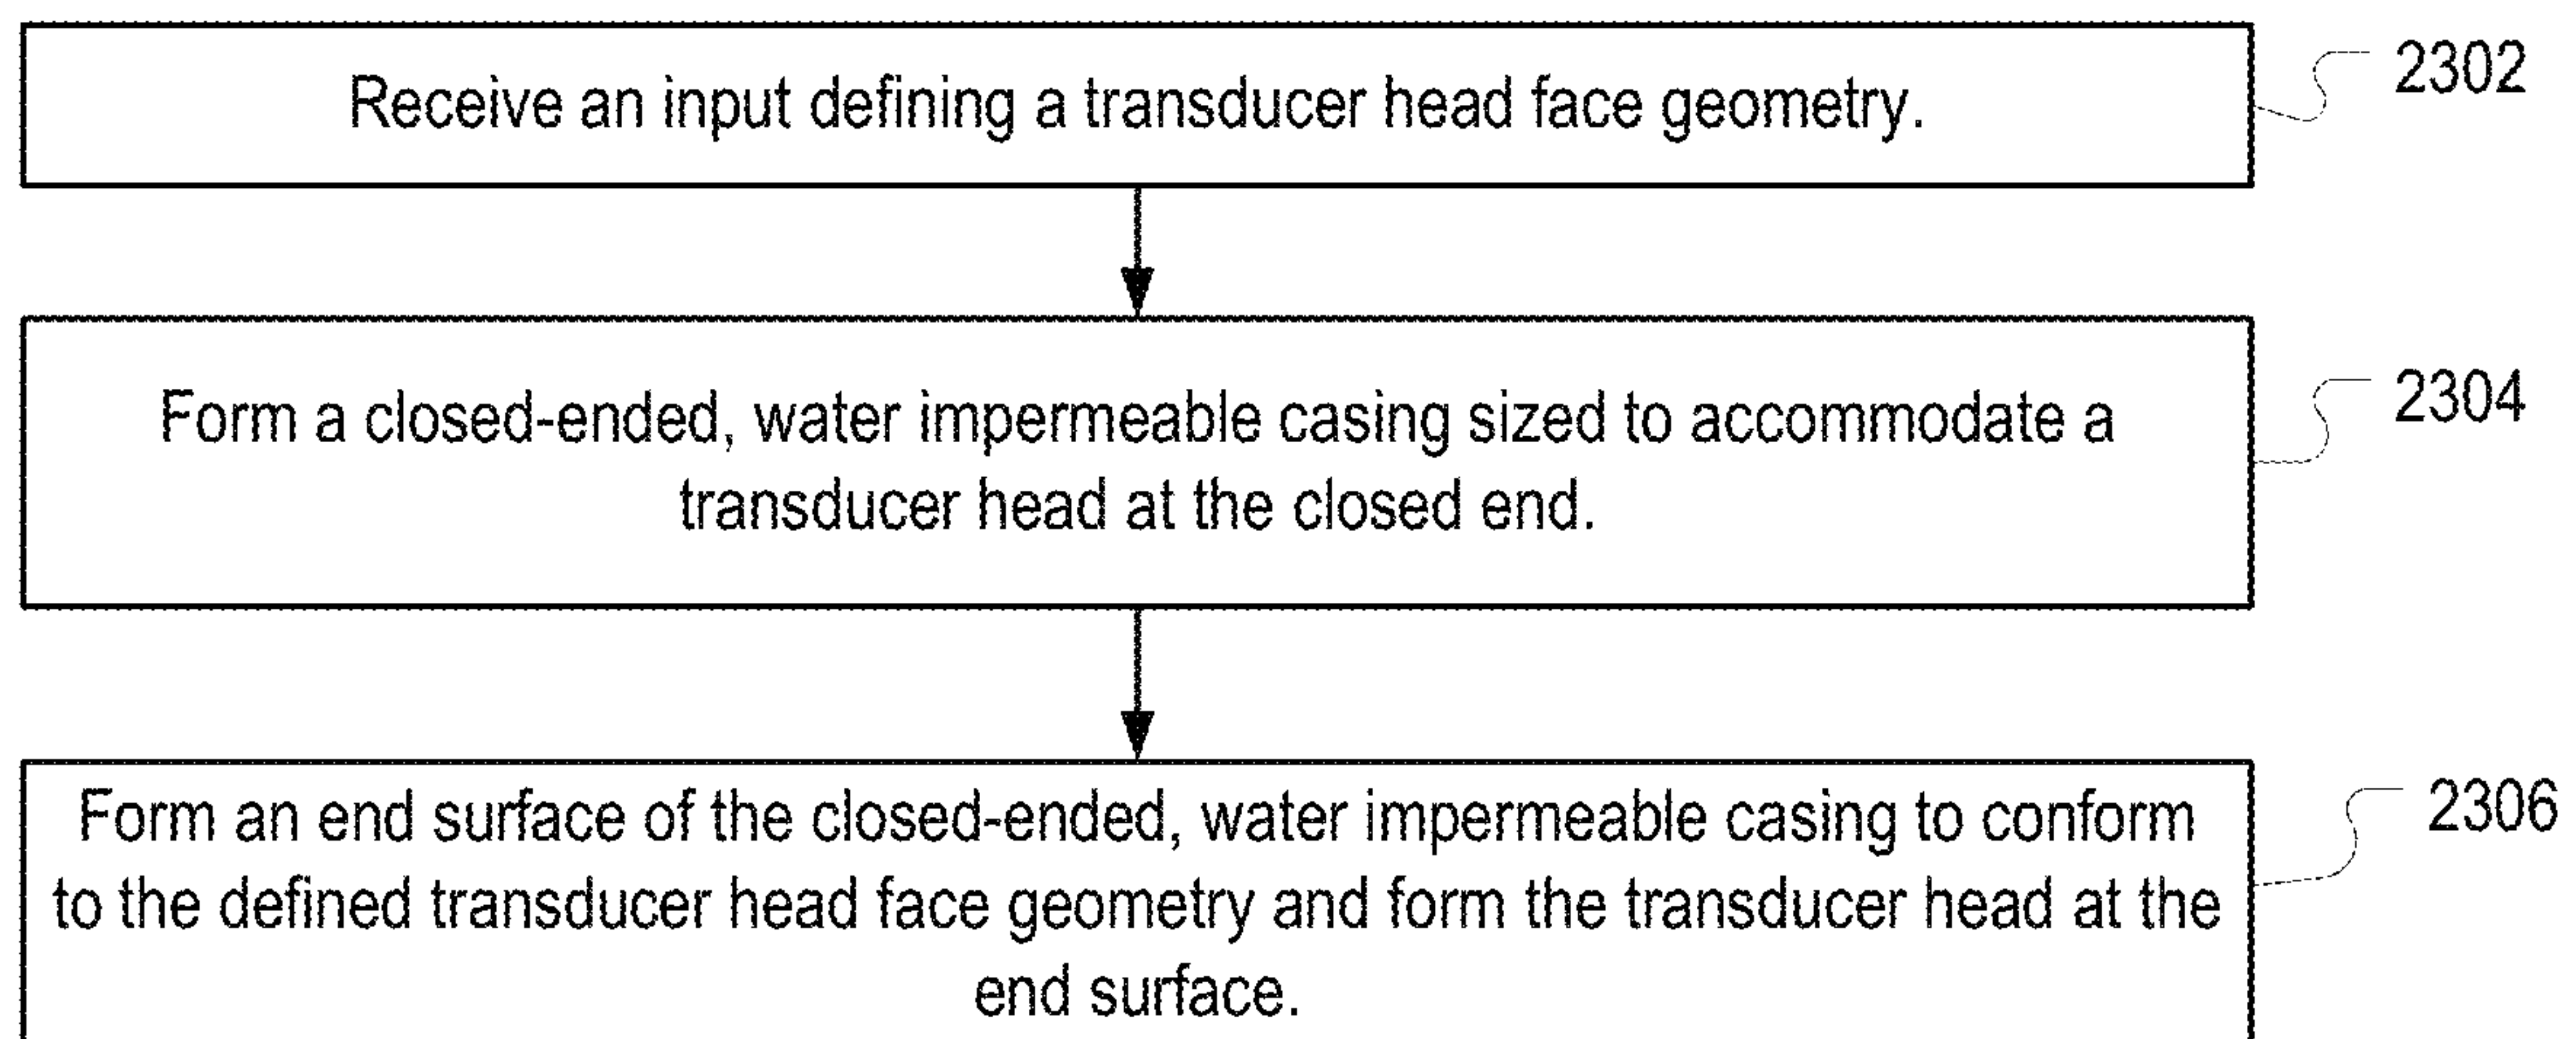 Receive an input defining a transducer head face geometry.
2302
Form a closed-ended, water impermeable casing sized to accommodate a
transducer head at the closed end.
2304
Form an end surface of the closed-ended, water impermeable casing to conform
to the defined transducer head face geometry and form the transducer head at the
end surface.
2306